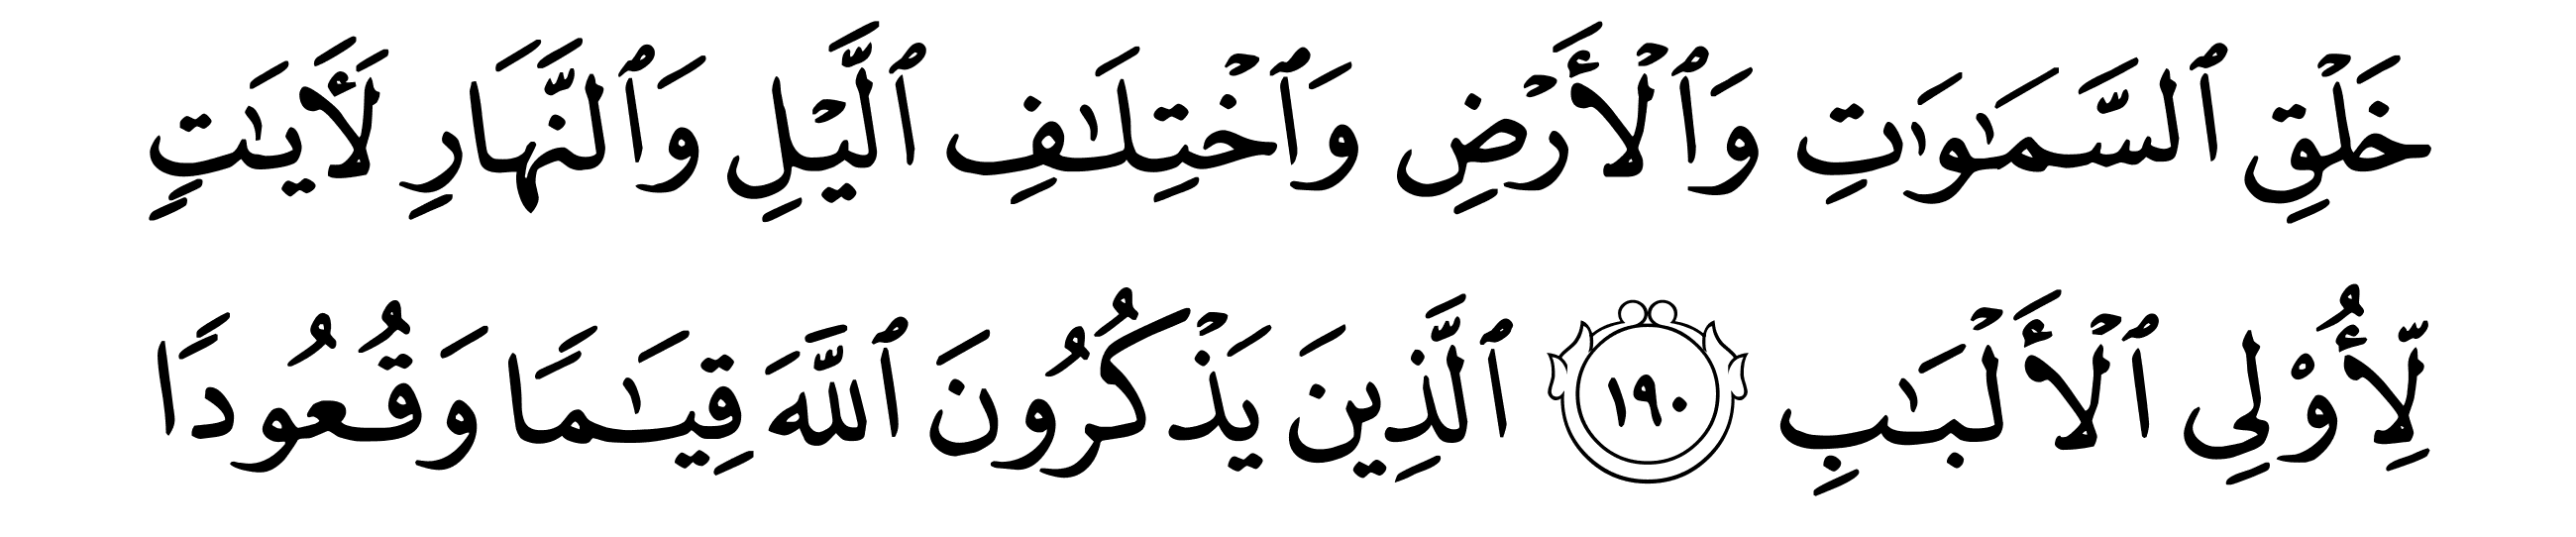 خَلْقِ ٱلسَّمَـٰوَٰتِ وَٱلْأَرْضِ وَٱخْتِلَـٰفِ ٱلَّيْلِ وَٱلنَّهَارِ لَـَٔايَـٰتٍ
لِّأُو۟لِى ٱلْأَلْبَـٰبِ ١٩٠ ٱلَّذِينَ يَذْكُرُونَ ٱللَّهَ قِيَـٰمًا وَقُعُودًا